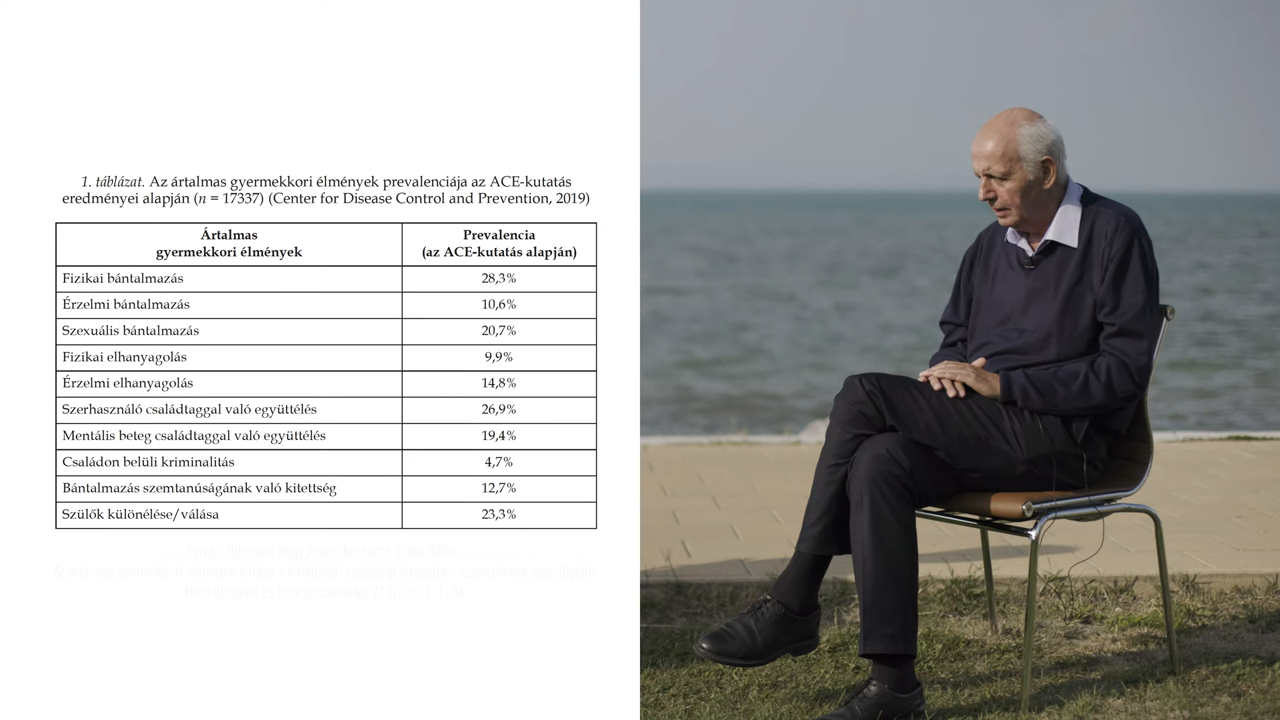 1. táblázat. Az ártalmas gyermekkori élmények prevalenciája az ACE-kutatás
eredményei alapján (n = 17337) (Center for Disease Control and Prevention, 2019)
Ártalmas
gyermekkori élmények
Prevalencia
(az ACE-kutatás alapján)
Fizikai bántalmazás 28,3%
Érzelmi bántalmazás 10,6%
Szexuális bántalmazás 20,7%
Fizikai elhanyagolás 9,9%
Érzelmi elhanyagolás 14,8%
Szerhasználó családtaggal való együttélés 26,9%
Mentális beteg családtaggal való együttélés 19,4%
Családon belüli kriminalitás 4,7%
Bántalmazás szemtanúságának való kitettség 12,7%
Szülők különélése/válása 23,3%